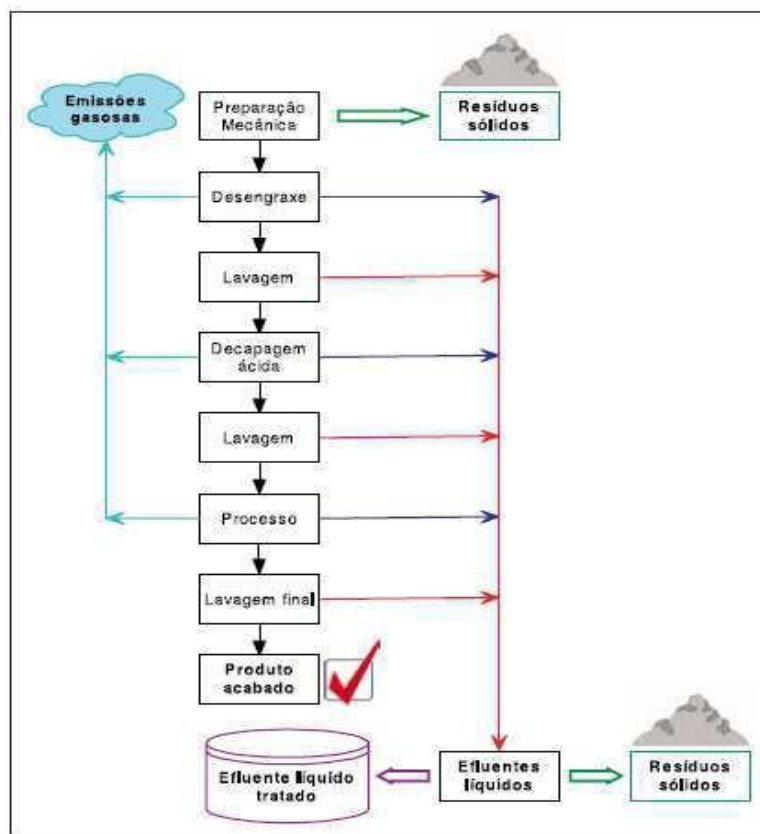 Emissões
gasosas
Preparação
Mecânica
Resíduos
sólidos
Desengraxe
Lavagem
Decapagem
ácida
Lavagem
Processo
Lavagem final
Produto
acabado
Efluente líquido
tratado
Efluentes
líquidos
Resíduos
sólidos